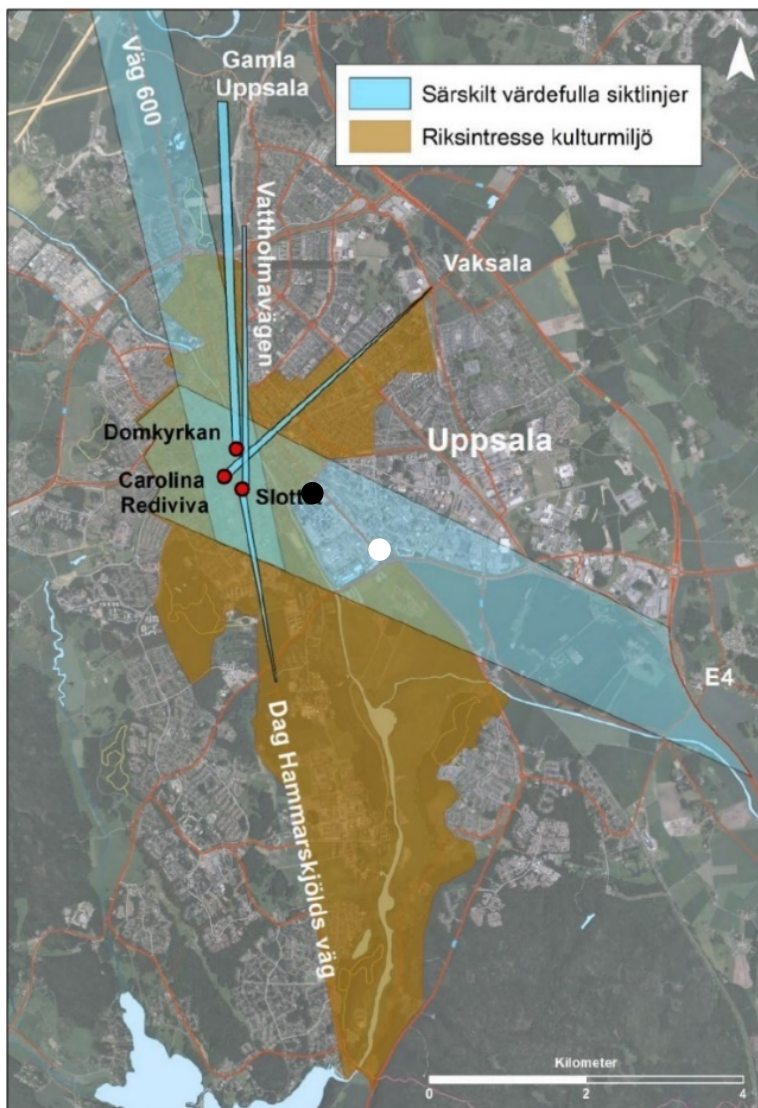 Väg 600
Gamla
Uppsala
Särskilt värdefulla siktlinjer
Riksintresse kulturmiljö
Vattholmavägen
Vaksala
Domkyrkan
Uppsala
Carolina
Rediviva
E4
Dag Hammarskjölds väg
Kilometer
0 2 4